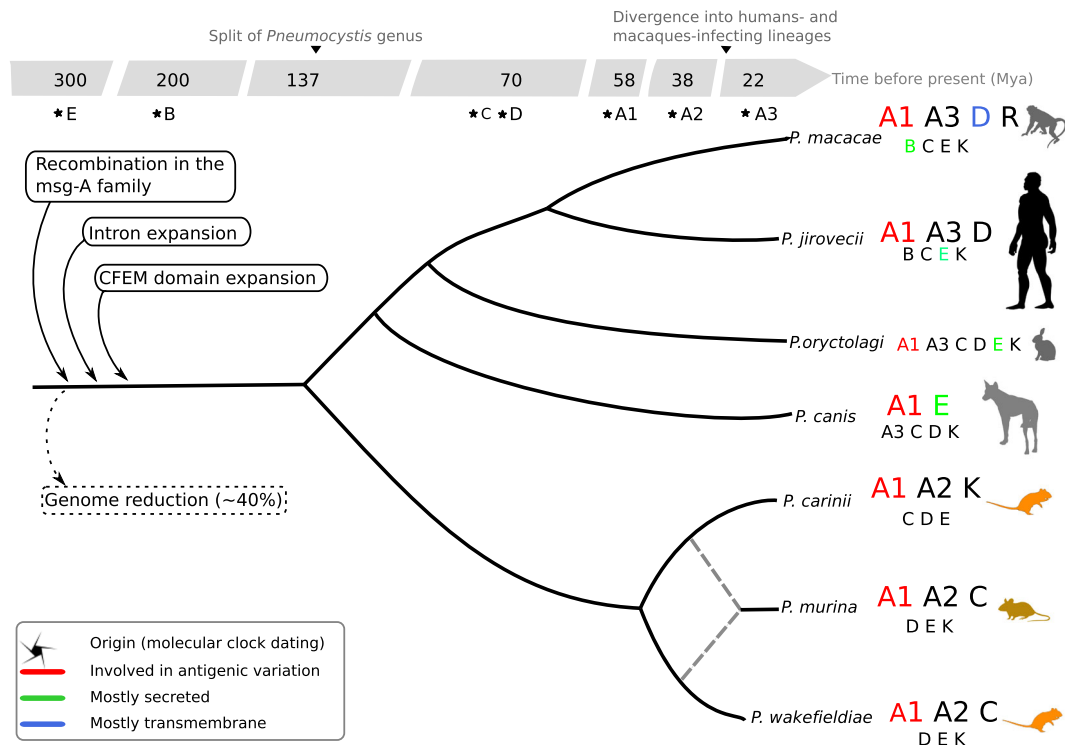 Split of Pneumocystis genus
Divergence into humans- and
macaques-infecting lineages
300 200 137 70 58 38 22 Time before present (Mya)
E B C D A1 A2 A3
A1 A3 D R
P. macacae
B C E K
Recombination in the
msg-A family
Intron expansion
CFEM domain expansion
P. jirovecii
A1 A3 D
B C E K
P.oryctolagi A1 A3 C D E K
P. canis
A1 E
A3 C D K
Genome reduction (~40%)
P. carinii
A1 A2 K
C D E
P. murina
A1 A2 C
D E K
P. wakefieldiae
A1 A2 C
D E K
Origin (molecular clock dating)
Involved in antigenic variation
Mostly secreted
Mostly transmembrane